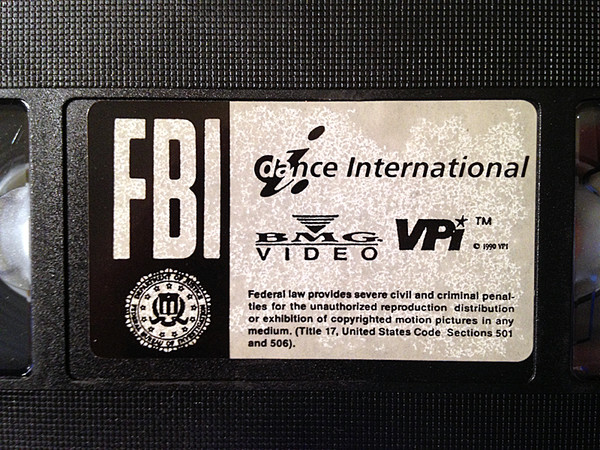 FBI
dance International
BMG VIDEO
VPi ™
© 1990 VPI
Federal law provides severe civil and criminal penal-
ties for the unauthorized reproduction distribution
or exhibition of copyrighted motion pictures in any
medium. (Title 17, United States Code Sections 501
and 506).